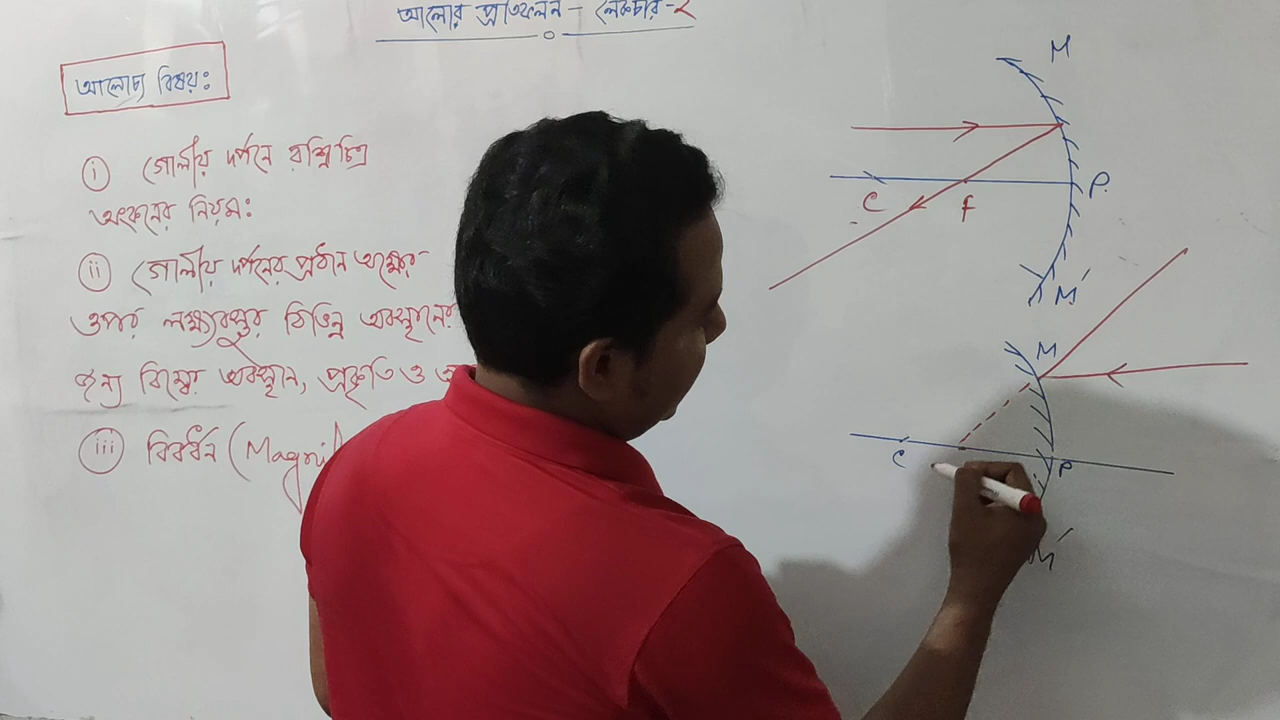 আলোর প্রতিফলন - লেকচার-২
আলোচ্য বিষয়ঃ
i গোলীয় দর্পনে রশ্মি চিত্র
অংকনের নিয়মঃ
ii গোলীয় দর্পনের প্রধান অক্ষের
ওপর লক্ষ্যবস্তুর বিভিন্ন অবস্থানের
জন্য বিম্বের অবস্থান, প্রকৃতি ও
iii বিবর্ধন (Magni
M
P
C
F
M′
M
C
P
M′